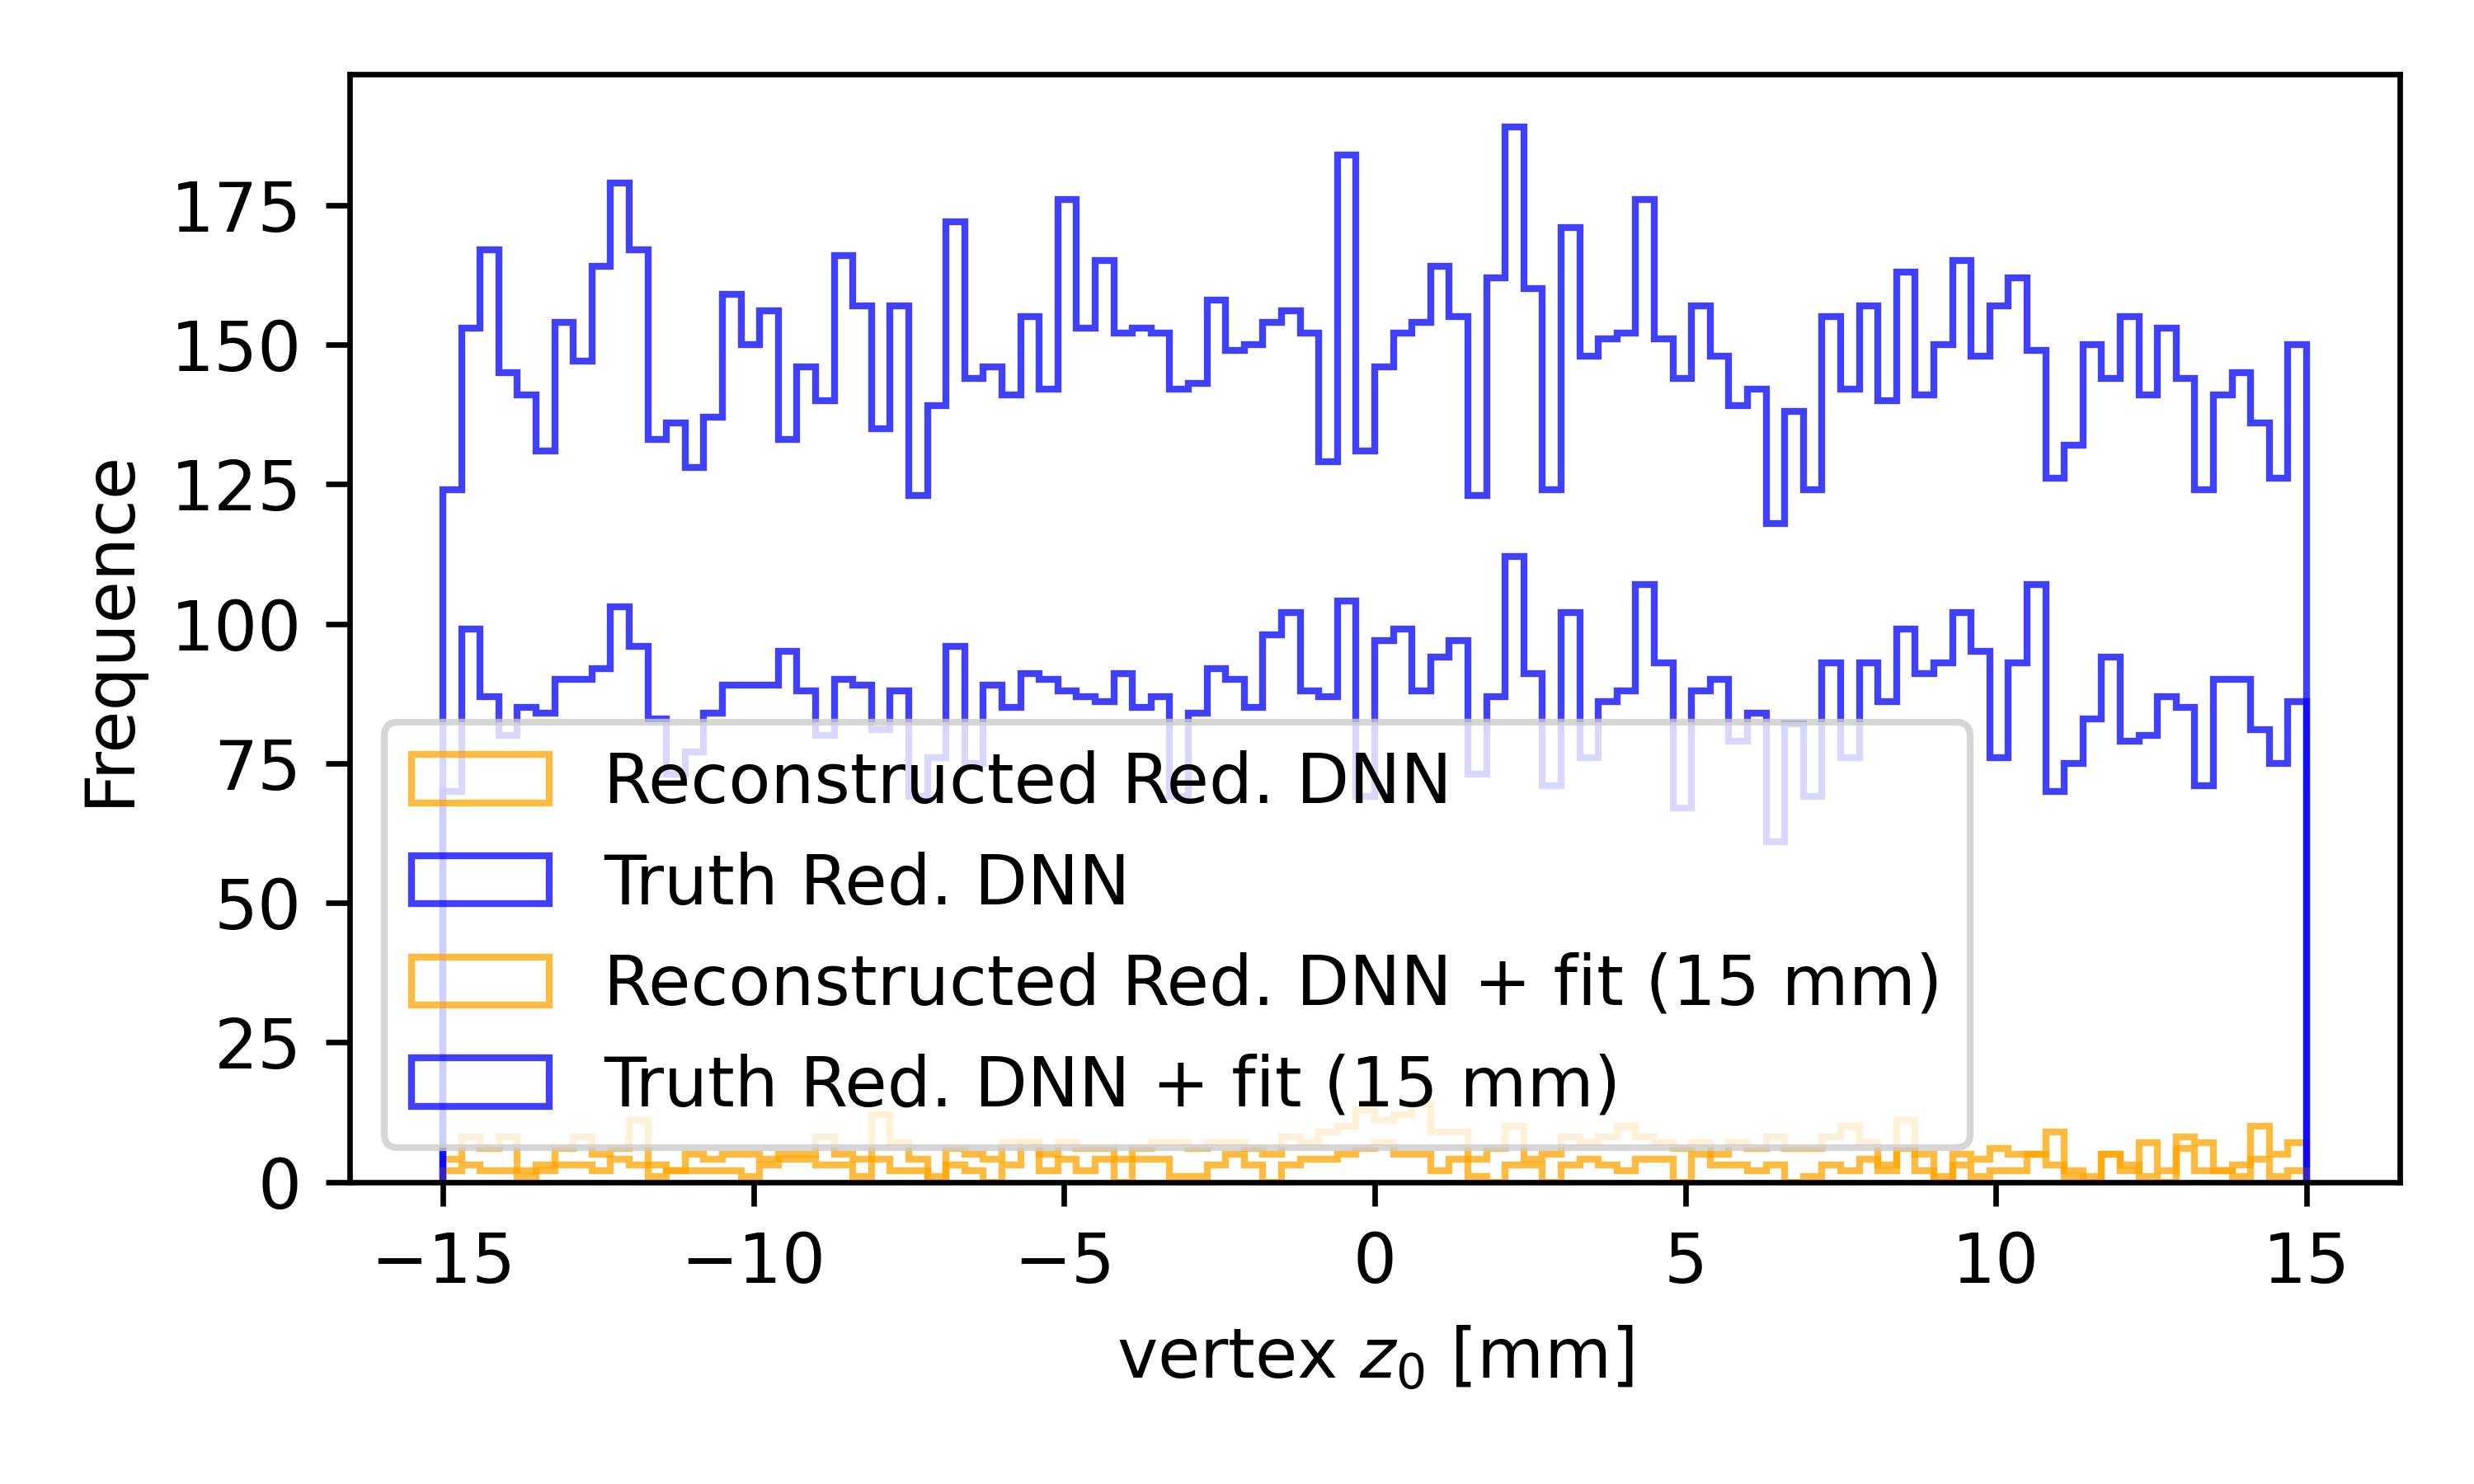 Frequence
175
150
125
100
75
50
25
0
Reconstructed Red. DNN
Truth Red. DNN
Reconstructed Red. DNN + fit (15 mm)
Truth Red. DNN + fit (15 mm)
−15 −10 −5 0 5 10 15
vertex z₀ [mm]